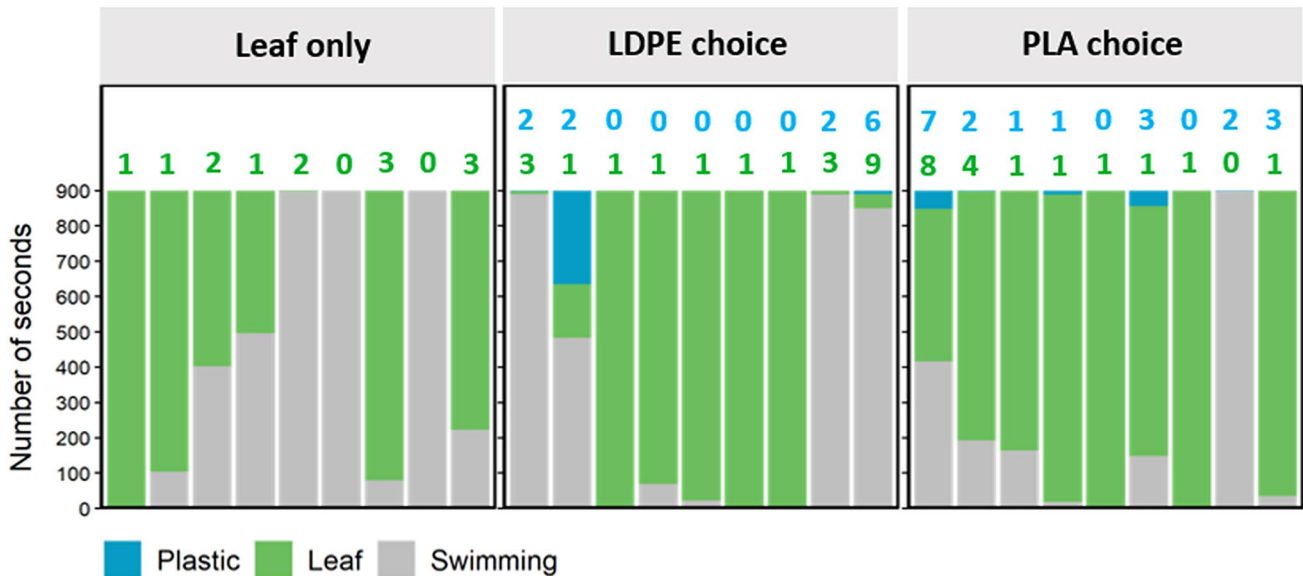 Leaf only LDPE choice PLA choice
2 2 0 0 0 0 0 2 6 7 2 1 1 0 3 0 2 3
1 1 2 1 2 0 3 0 3 3 1 1 1 1 1 1 3 9 8 4 1 1 1 1 1 0 1
900
800
700
600
500
400
300
200
100
0
Number of seconds
Plastic Leaf Swimming